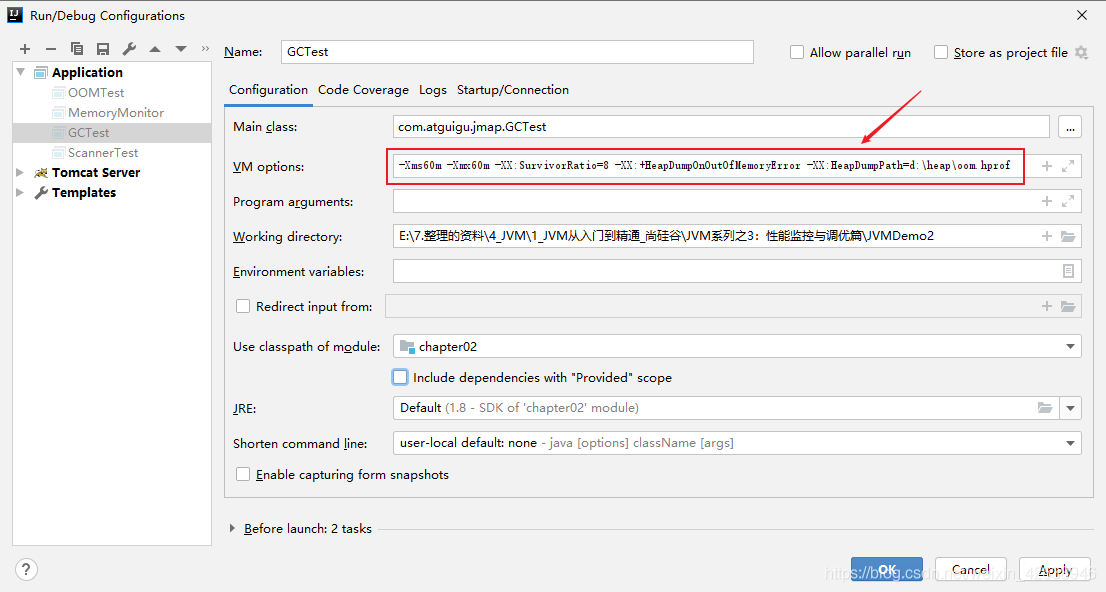 Run/Debug Configurations
Name: GCTest Allow parallel run Store as project file
Application
OOMTest
MemoryMonitor
GCTest
ScannerTest
Tomcat Server
Templates
Configuration Code Coverage Logs Startup/Connection
Main class: com.atguigu.jmap.GCTest ...
VM options: -Xms60m -Xmx60m -XX:SurvivorRatio=8 -XX:+HeapDumpOnOutOfMemoryError -XX:HeapDumpPath=d:\heap\oom.hprof
Program arguments:
Working directory: E:\7.整理的资料\4_JVM\1_JVM从入门到精通_尚硅谷\JVM系列之3：性能监控与调优篇\JVMDemo2
Environment variables:
Redirect input from:
Use classpath of module: chapter02
Include dependencies with "Provided" scope
JRE: Default (1.8 - SDK of 'chapter02' module)
Shorten command line: user-local default: none - java [options] className [args]
Enable capturing form snapshots
Before launch: 2 tasks
? OK Cancel Apply